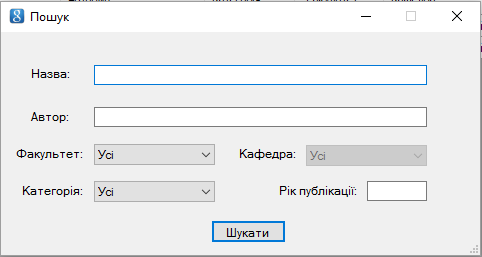 Пошук
Назва:
Автор:
Факультет: Усі Кафедра: Усі
Категорія: Усі Рік публікації:
Шукати